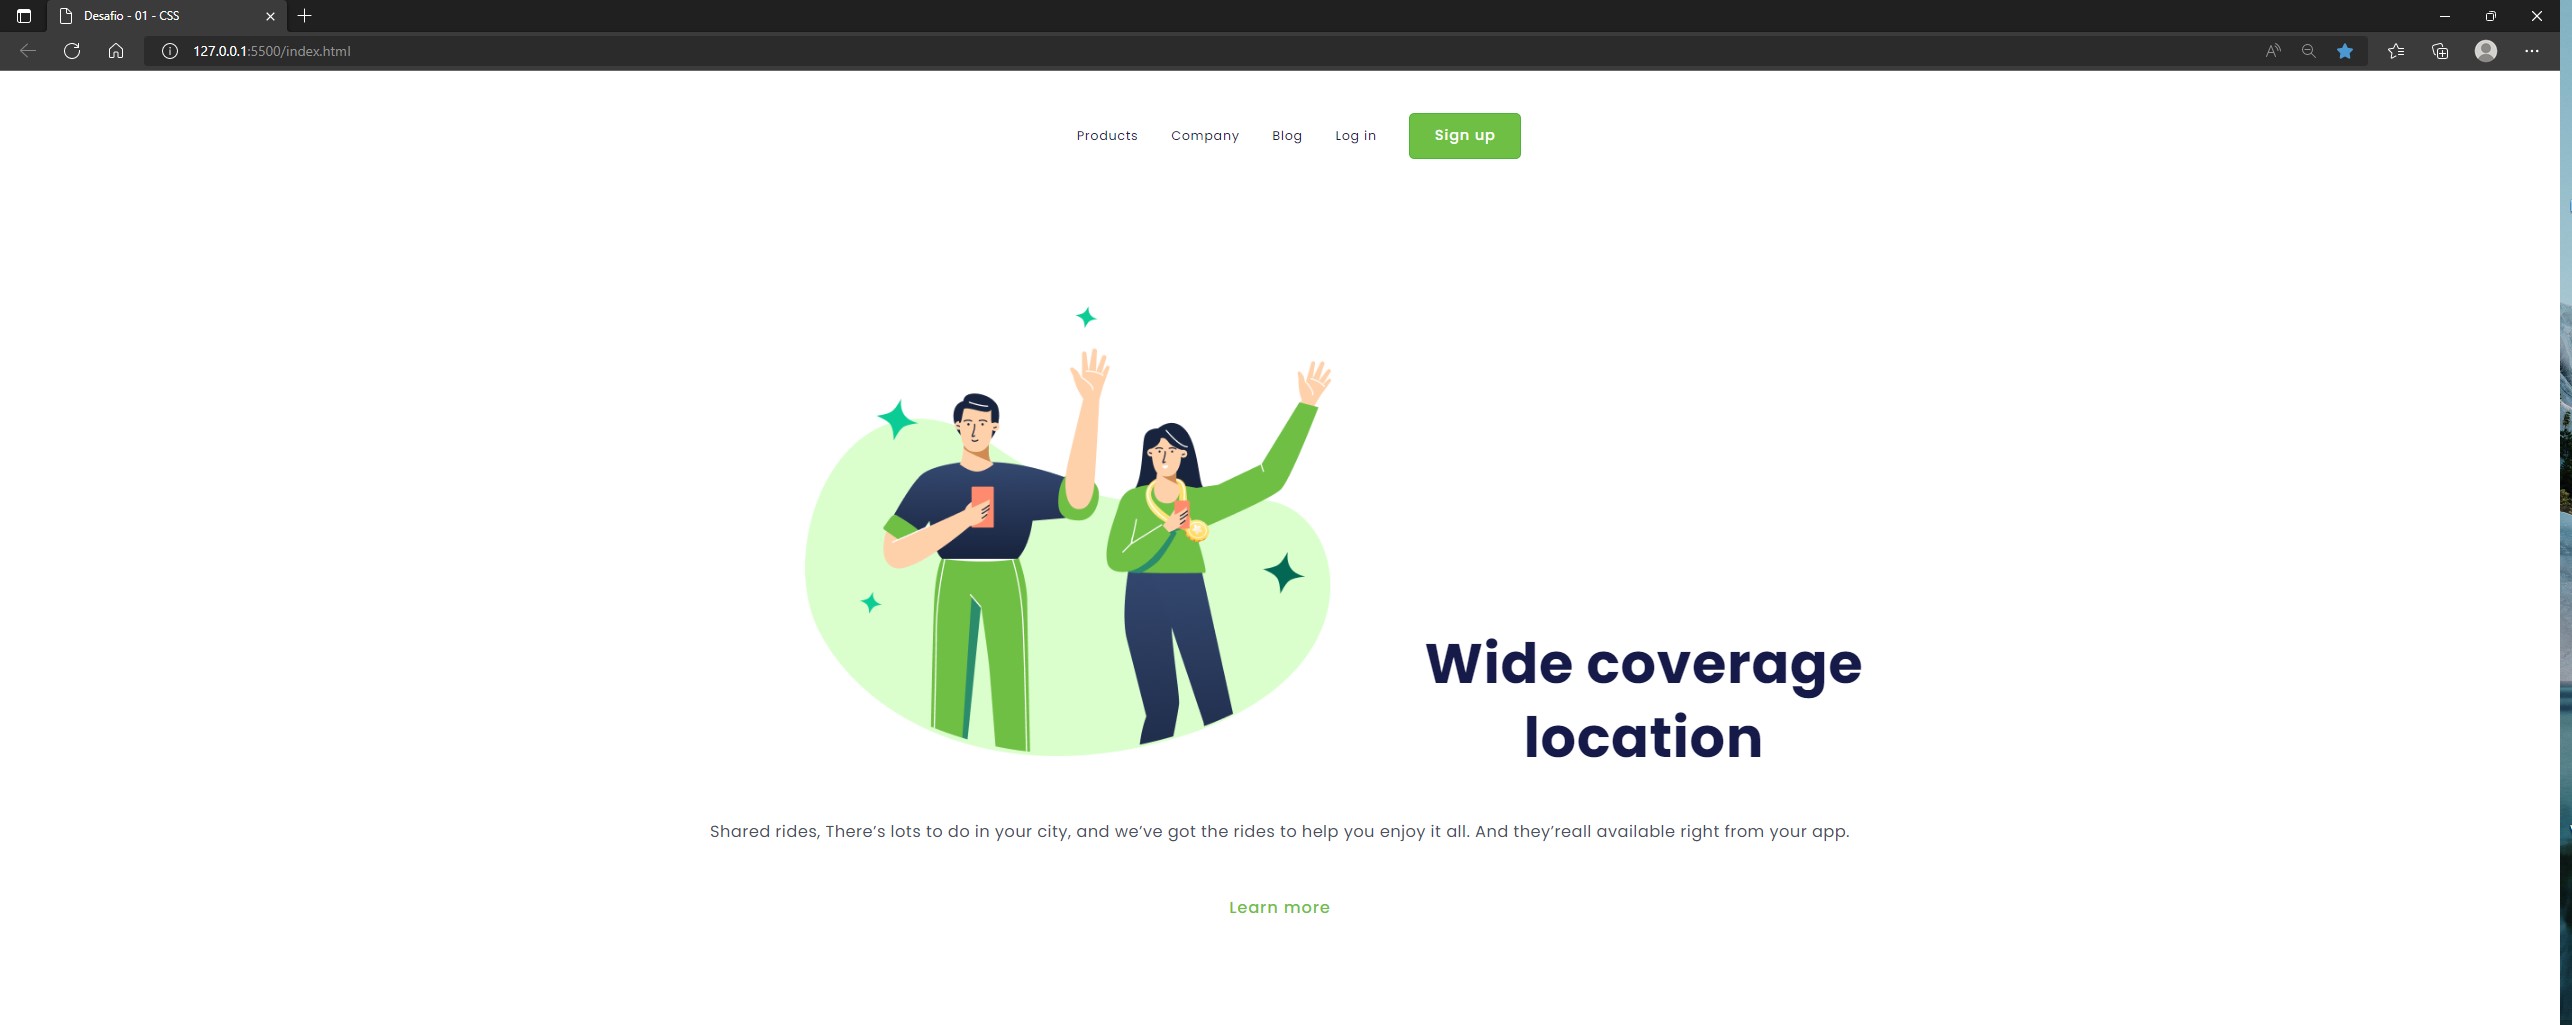 Desafio - 01 - CSS
127.0.0.1:5500/index.html
Products Company Blog Log in Sign up
Wide coverage
location
Shared rides, There’s lots to do in your city, and we’ve got the rides to help you enjoy it all. And they’reall available right from your app.
Learn more